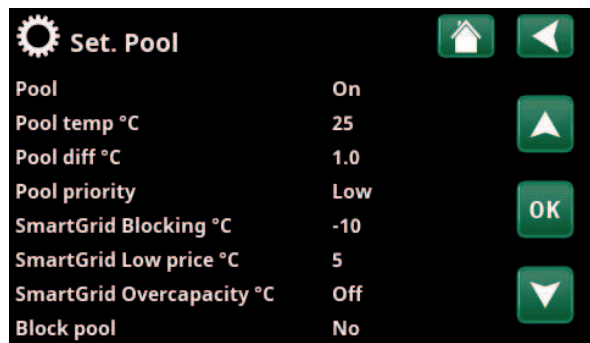 Set. Pool
Pool On
Pool temp °C 25
Pool diff °C 1.0
Pool priority Low
SmartGrid Blocking °C -10
SmartGrid Low price °C 5
SmartGrid Overcapacity °C Off
Block pool No
OK